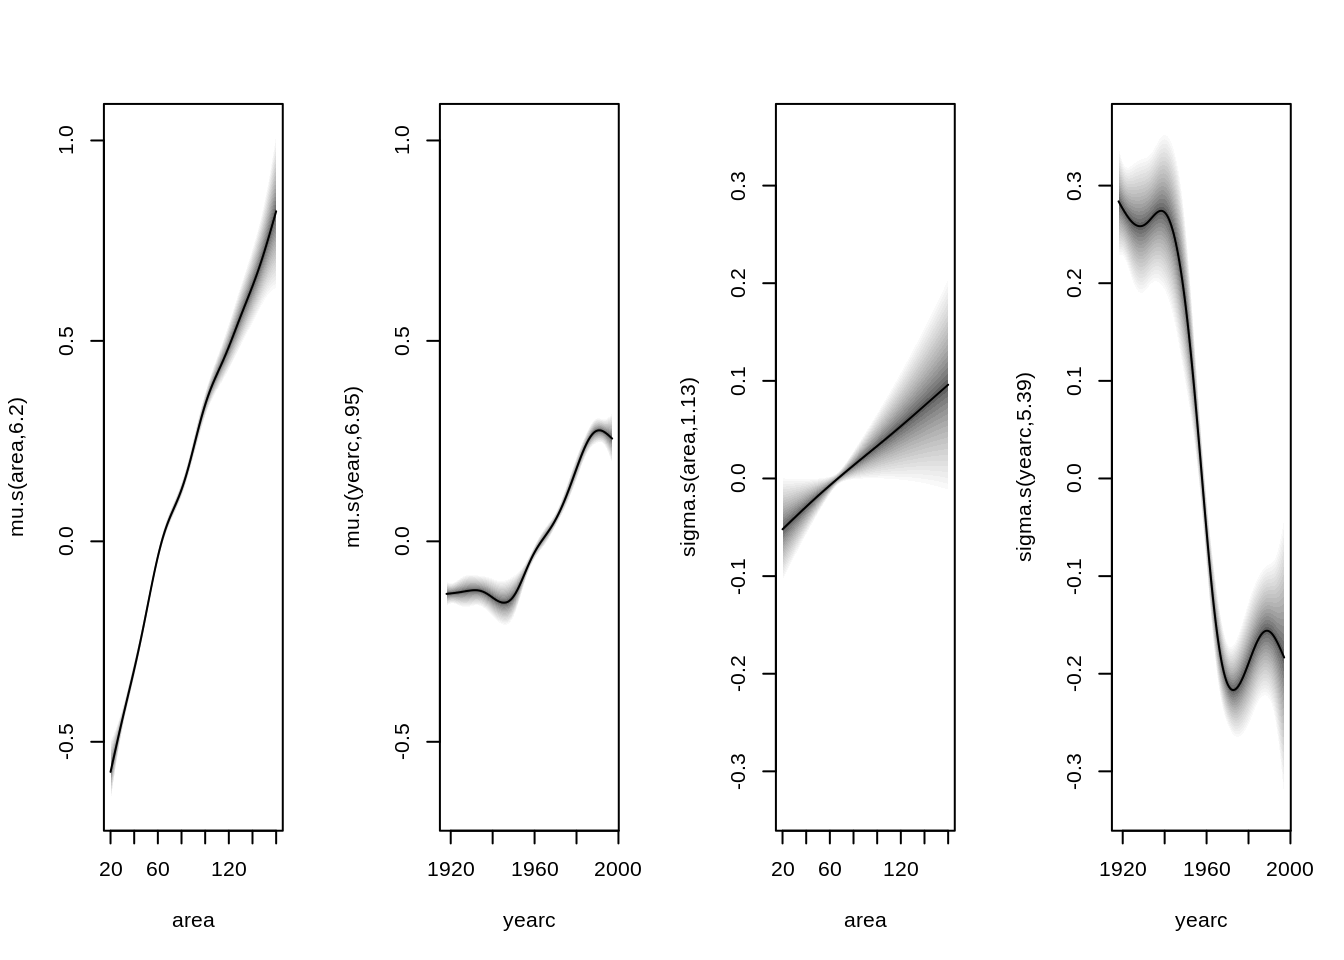 mu.s(area,6.2)
1.0
0.5
0.0
-0.5
20 60 120
area
mu.s(yearc,6.95)
1.0
0.5
0.0
-0.5
1920 1960 2000
yearc
sigma.s(area,1.13)
0.3
0.2
0.1
0.0
-0.1
-0.2
-0.3
20 60 120
area
sigma.s(yearc,5.39)
0.3
0.2
0.1
0.0
-0.1
-0.2
-0.3
1920 1960 2000
yearc